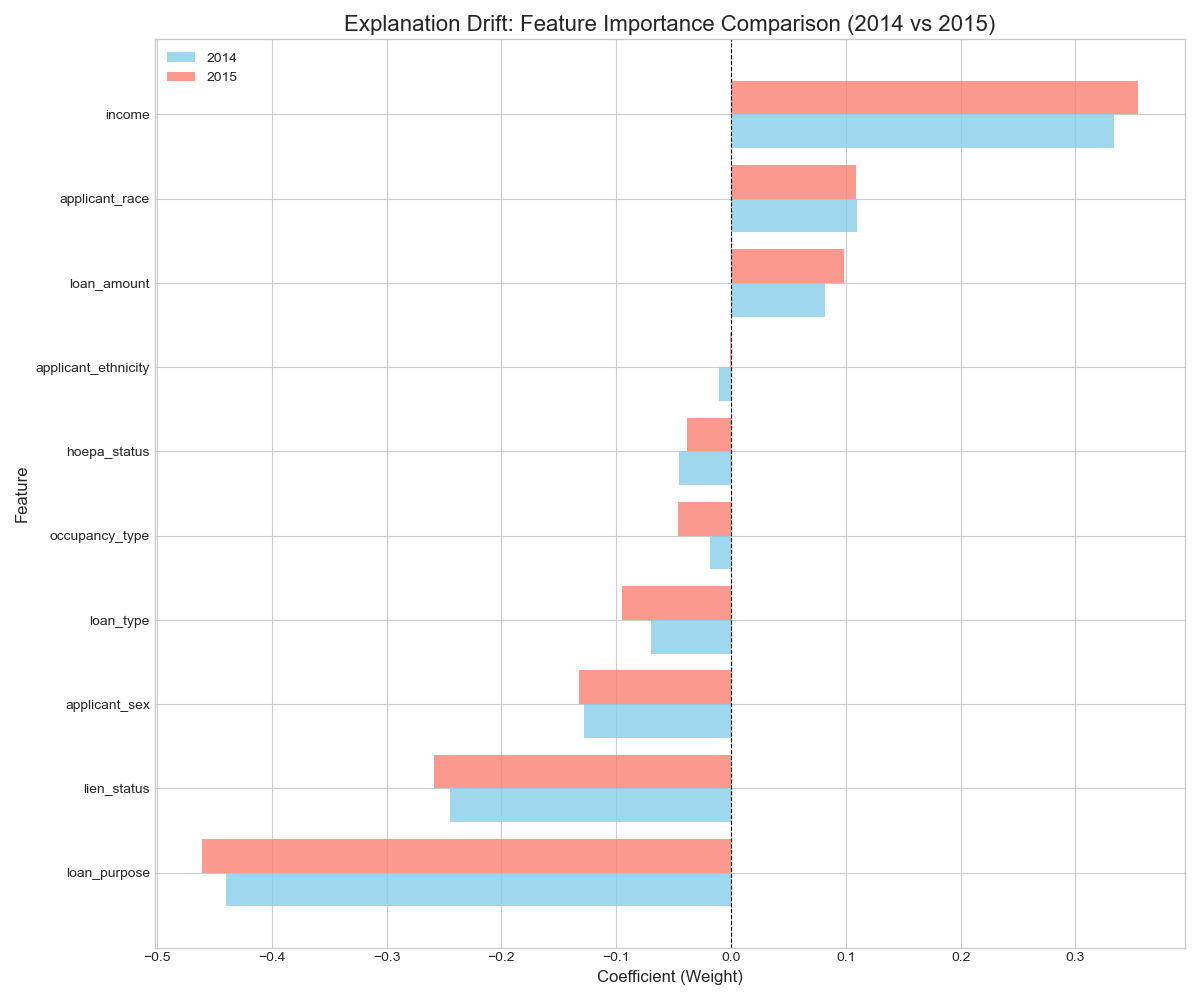 Explanation Drift: Feature Importance Comparison (2014 vs 2015)
2014
2015
income
applicant_race
loan_amount
applicant_ethnicity
hoepa_status
occupancy_type
loan_type
applicant_sex
lien_status
loan_purpose
Feature
−0.5 −0.4 −0.3 −0.2 −0.1 0.0 0.1 0.2 0.3
Coefficient (Weight)